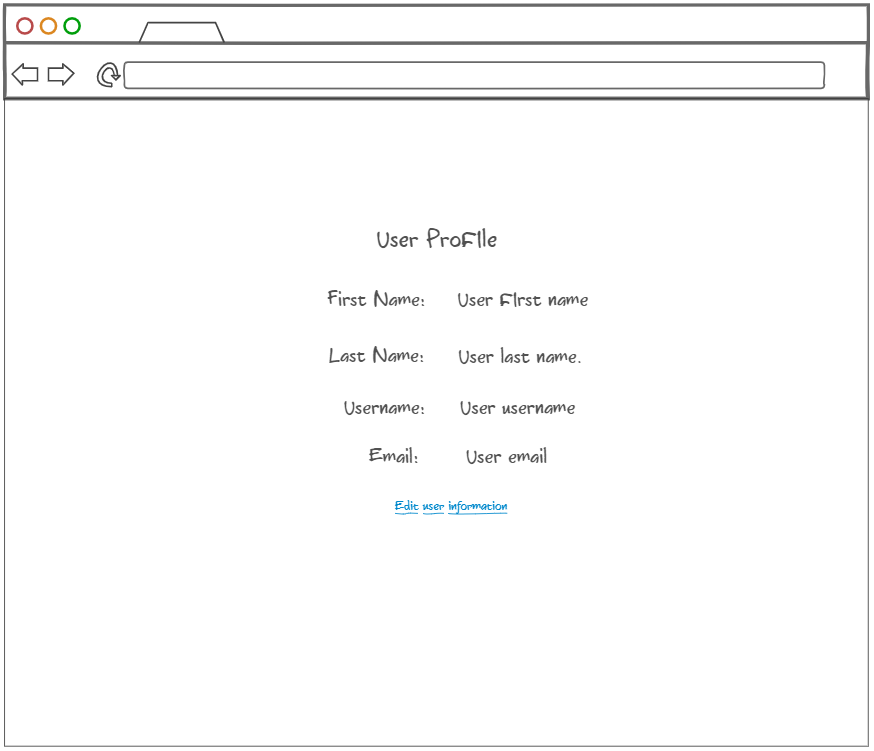 User Profile
First Name: User First name
Last Name: User last name.
Username: User username
Email: User email
Edit user information